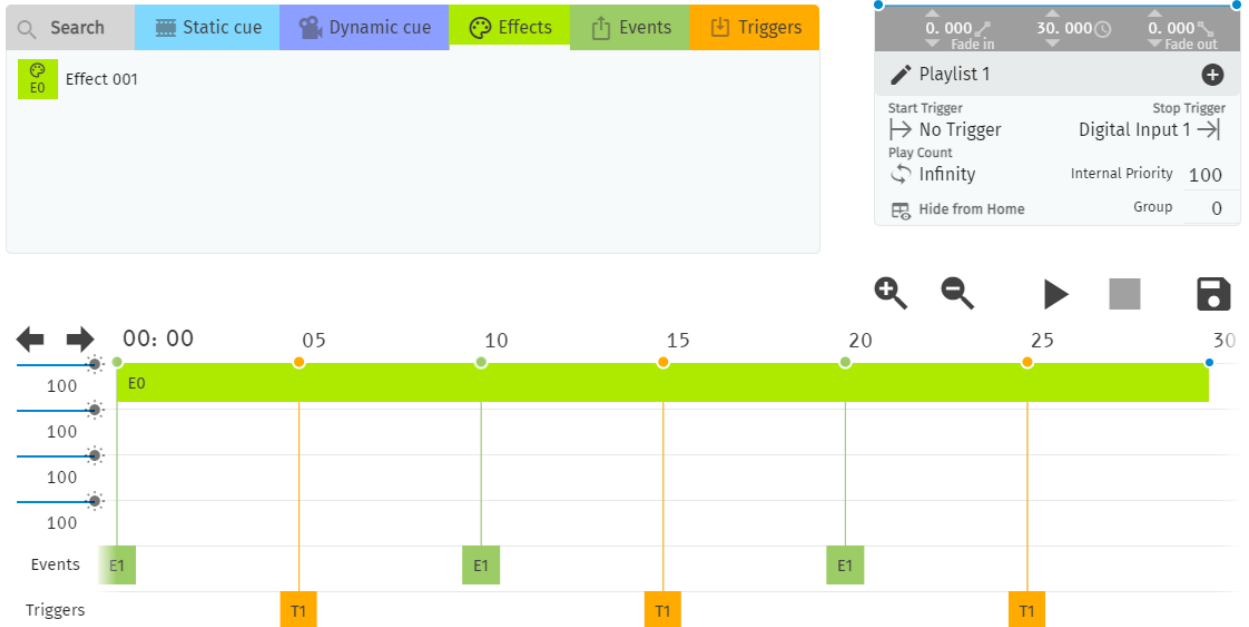 Search Static cue Dynamic cue Effects Events Triggers
E0 Effect 001
0. 000 30. 000 0. 000
Fade in Fade out
Playlist 1
Start Trigger Stop Trigger
No Trigger Digital Input 1
Play Count
Infinity Internal Priority 100
Hide from Home Group 0
00: 00 05 10 15 20 25 30
100 E0
100
100
100
Events E1 E1 E1
Triggers T1 T1 T1